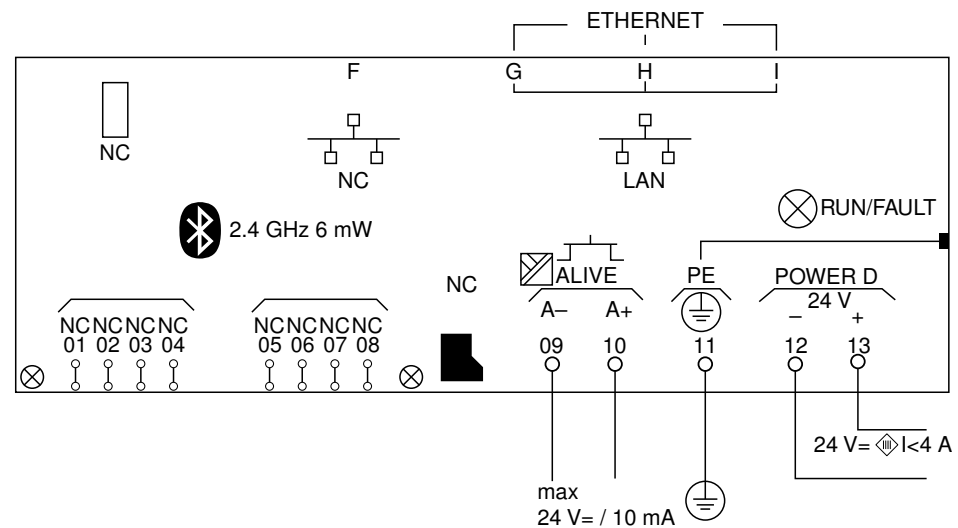 ETHERNET
F G H I
NC
NC
LAN
RUN/FAULT
2.4 GHz 6 mW
NC
ALIVE PE POWER D
24 V
A– A+ – +
NC NC NC NC NC NC NC NC
01 02 03 04 05 06 07 08 09 10 11 12 13
24 V= I<4 A
max
24 V= / 10 mA